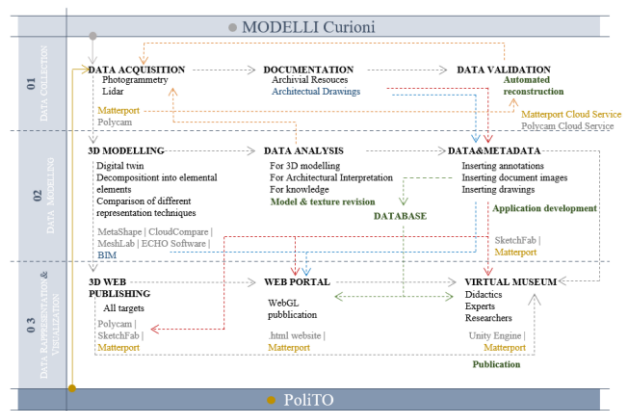 MODELLI Curioni
01
DATA COLLECTION
DATA ACQUISITION
Photogrammetry
Lidar
Matterport
Polycam
DOCUMENTATION
Archivial Resouces
Architectual Drawings
DATA VALIDATION
Automated
reconstruction
Matterport Cloud Service
Polycam Cloud Service
02
DATA MODELLING
3D MODELLING
Digital twin
Decompositiont into elemental
elements
Comparison of different
representation techniques
MetaShape | CloudCompare |
MeshLab | ECHO Software |
BIM
DATA ANALYSIS
For 3D modelling
For Architectural Interpretation
For knowledge
Model & texture revision
DATABASE
DATA&METADATA
Inserting annotations
Inserting document images
Inserting drawings
Application development
SketchFab |
Matterport
03
DATA RAPPRESENTATION &
VISUALIZATION
3D WEB
PUBLISHING
All targets
Polycam |
SketchFab |
Matterport
WEB PORTAL
WebGL
pubblication
.html website |
Matterport
VIRTUAL MUSEUM
Didactics
Experts
Researchers
Unity Engine |
Matterport
Publication
PoliTO